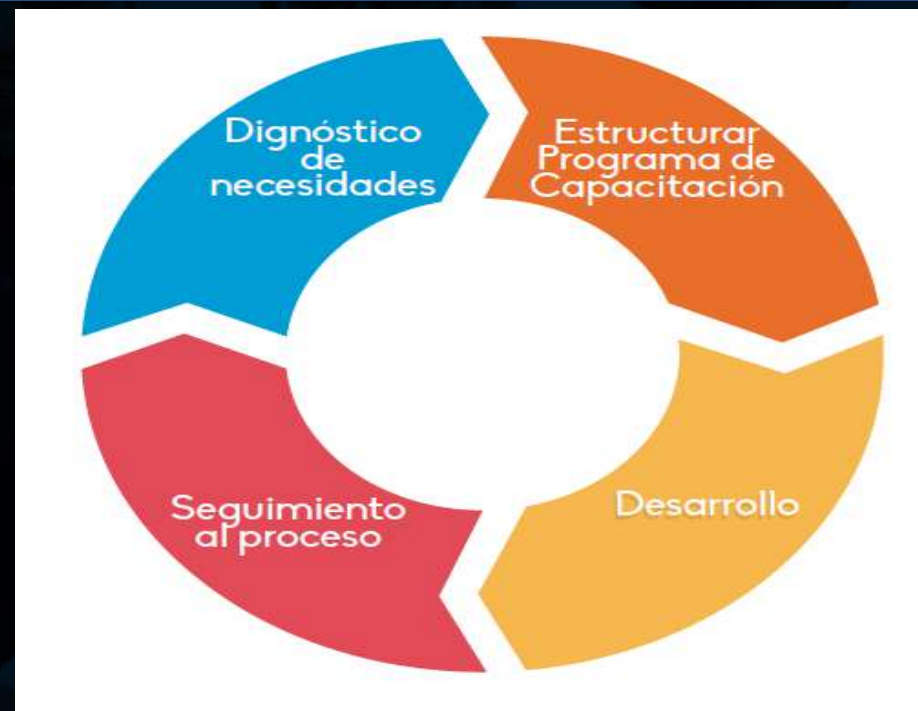 Dignóstico
de
necesidades
Estructurar
Programa de
Capacitación
Desarrollo
Seguimiento
al proceso